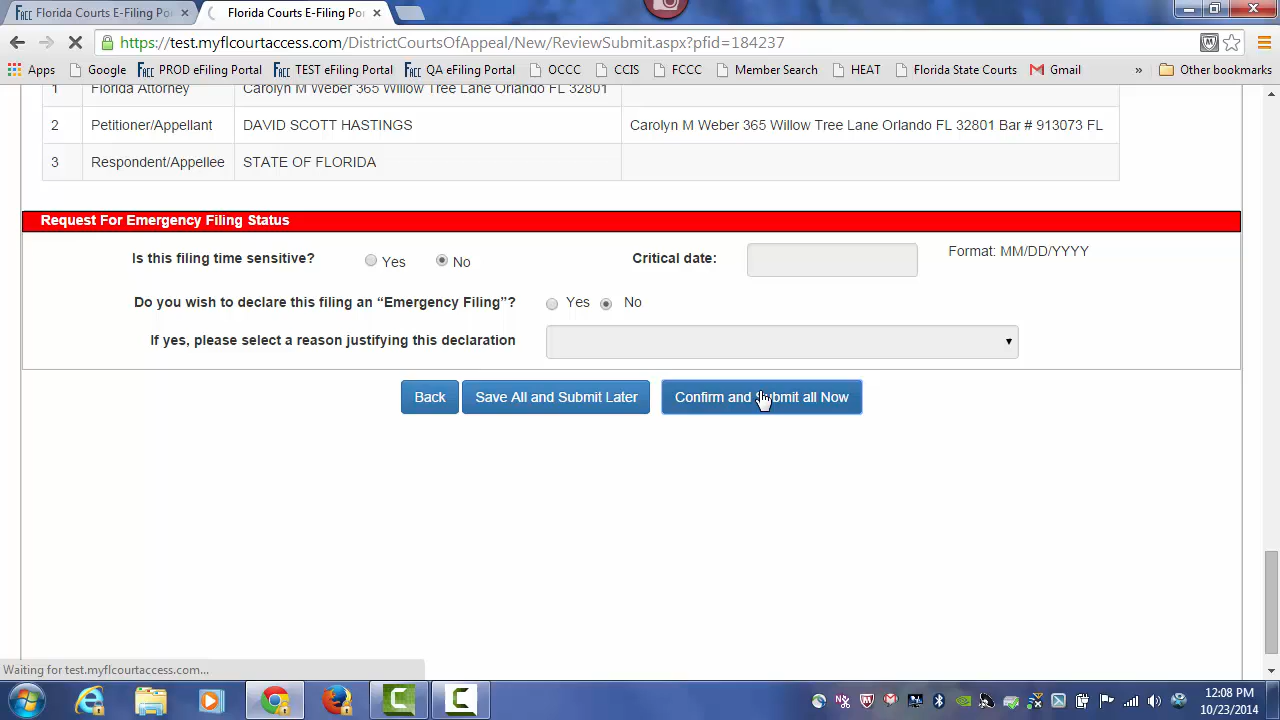 Florida Courts E-Filing Po
Florida Courts E-Filing Po
https://test.myflcourtaccess.com/DistrictCourtsOfAppeal/New/ReviewSubmit.aspx?pfid=184237
Apps Google FACC PROD eFiling Portal FACC TEST eFiling Portal FACC QA eFiling Portal OCCC CCIS FCCC Member Search HEAT Florida State Courts Gmail » Other bookmarks
1 Florida Attorney Carolyn M Weber 365 Willow Tree Lane Orlando FL 32801
2 Petitioner/Appellant DAVID SCOTT HASTINGS Carolyn M Weber 365 Willow Tree Lane Orlando FL 32801 Bar # 913073 FL
3 Respondent/Appellee STATE OF FLORIDA
Request For Emergency Filing Status
Is this filing time sensitive? Yes No Critical date: Format: MM/DD/YYYY
Do you wish to declare this filing an “Emergency Filing”? Yes No
If yes, please select a reason justifying this declaration
Back Save All and Submit Later Confirm and Submit all Now
Waiting for test.myflcourtaccess.com...
12:08 PM
10/23/2014